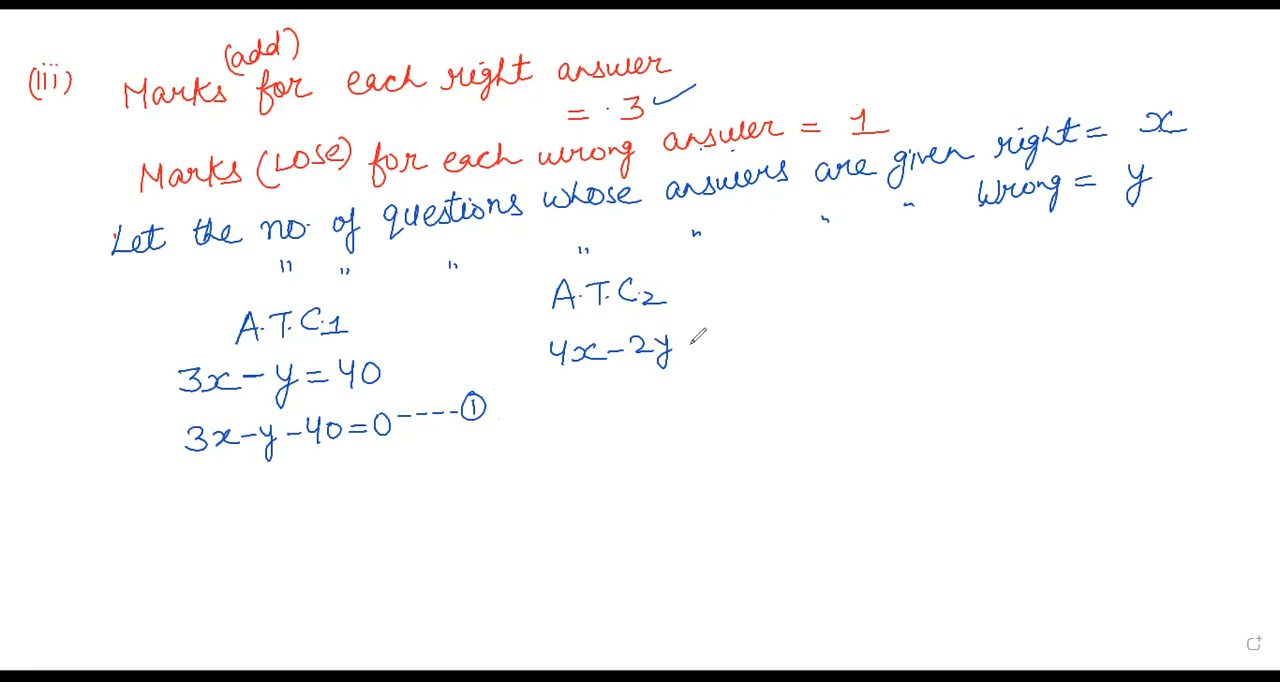 (iii) Marks (add) for each right answer
= .3 ✓
Marks (LOSE) for each wrong answer = 1
Let the no. of questions whose answers are given right = x
" " " " " " " Wrong = y
A.T.C.1
3x - y = 40
3x - y - 40 = 0 ---- ①
A.T.C.2
4x - 2y